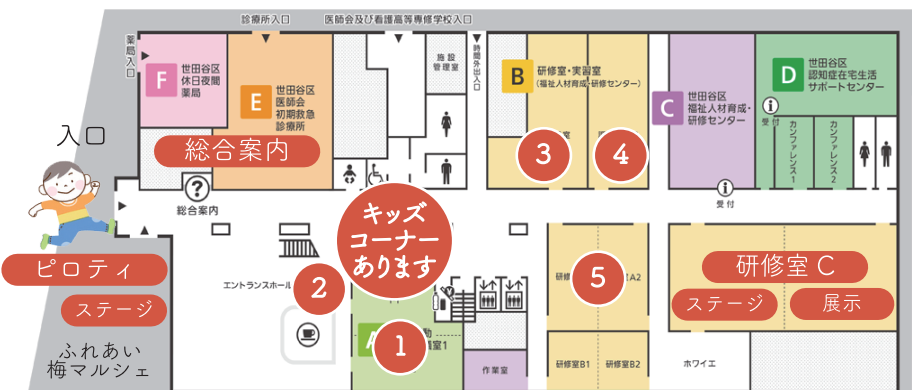 診療所入口
医師会及び看護高等専修学校入口
薬局入口
時間外出入口
F
世田谷区
休日夜間
薬局
E
世田谷区
医師会
初期救急
診療所
施設
管理室
B
研修室・実習室
(福祉人材育成・研修センター)
C
世田谷区
福祉人材育成・
研修センター
D
世田谷区
認知症在宅生活
サポートセンター
i
受付
カンファレンス1
カンファレンス2
入口
総合案内
3
4
?
総合案内
i
受付
キッズ
コーナー
あります
ピロティ
ステージ
ふれあい
梅マルシェ
エントランスホール
2
1
室1
5
A2
研修室C
ステージ
展示
作業室
研修室B1
研修室B2
ホワイエ